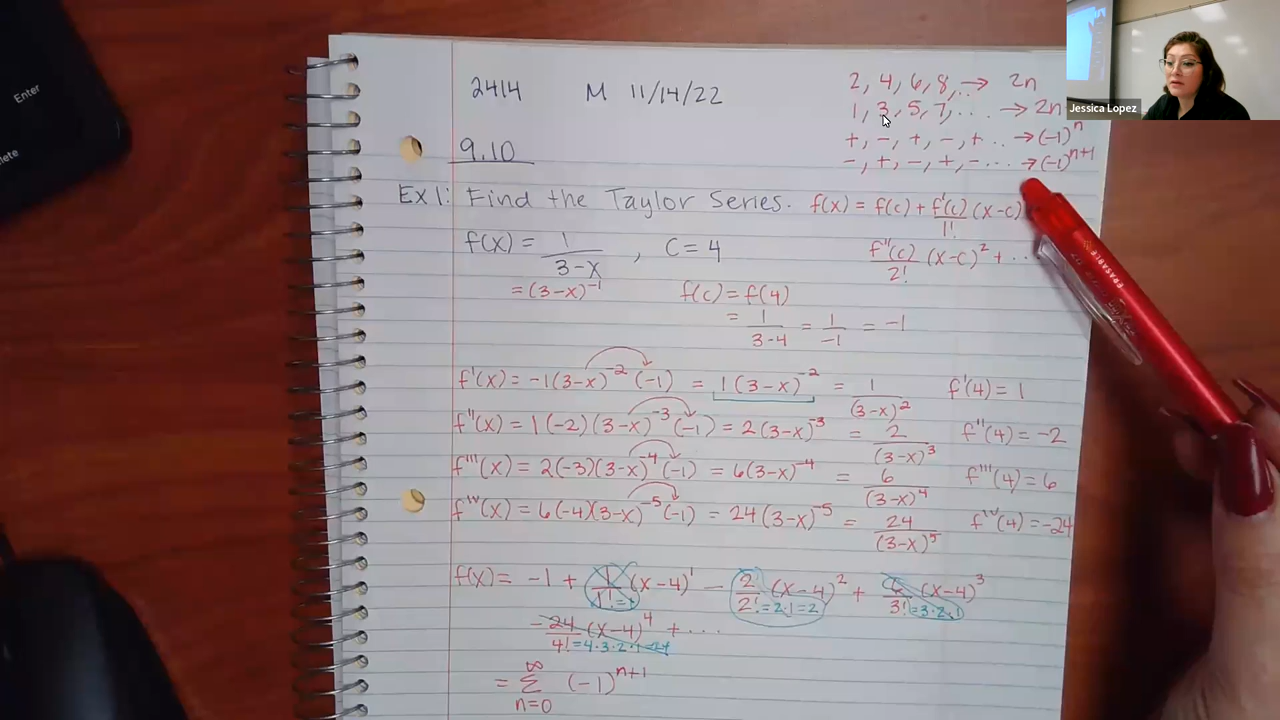 Enter
2414 M 11/14/22
2, 4, 6, 8, ... → 2n
1, 3, 5, 7, ... → 2n
+, -, +, -, + .. → (-1)^n
-, +, -, +, - ... → (-1)^{n+1}
Jessica Lopez
9.10
Ex 1: Find the Taylor Series. f(x) = f(c) + f'(c)/1! (x-c)
f''(c)/2! (x-c)^2 + ...
f(x) = 1/(3-x) , C = 4
= (3-x)^{-1}
f(c) = f(4)
= 1/(3-4) = 1/-1 = -1
f'(x) = -1(3-x)^{-2}(-1) = 1(3-x)^{-2} = 1/(3-x)^2 f'(4) = 1
f''(x) = 1(-2)(3-x)^{-3}(-1) = 2(3-x)^{-3} = 2/(3-x)^3 f''(4) = -2
f'''(x) = 2(-3)(3-x)^{-4}(-1) = 6(3-x)^{-4} = 6/(3-x)^4 f'''(4) = 6
f^{IV}(x) = 6(-4)(3-x)^{-5}(-1) = 24(3-x)^{-5} = 24/(3-x)^5 f^{IV}(4) = -24
f(x) = -1 + 1/1! (x-4)^1 - 2/2! (x-4)^2 + 6/3! (x-4)^3
=1 =2·1=2 =3·2·1
- 24/4! (x-4)^4 + ...
=4·3·2·1=24
= ∞ Σ n=0 (-1)^{n+1}